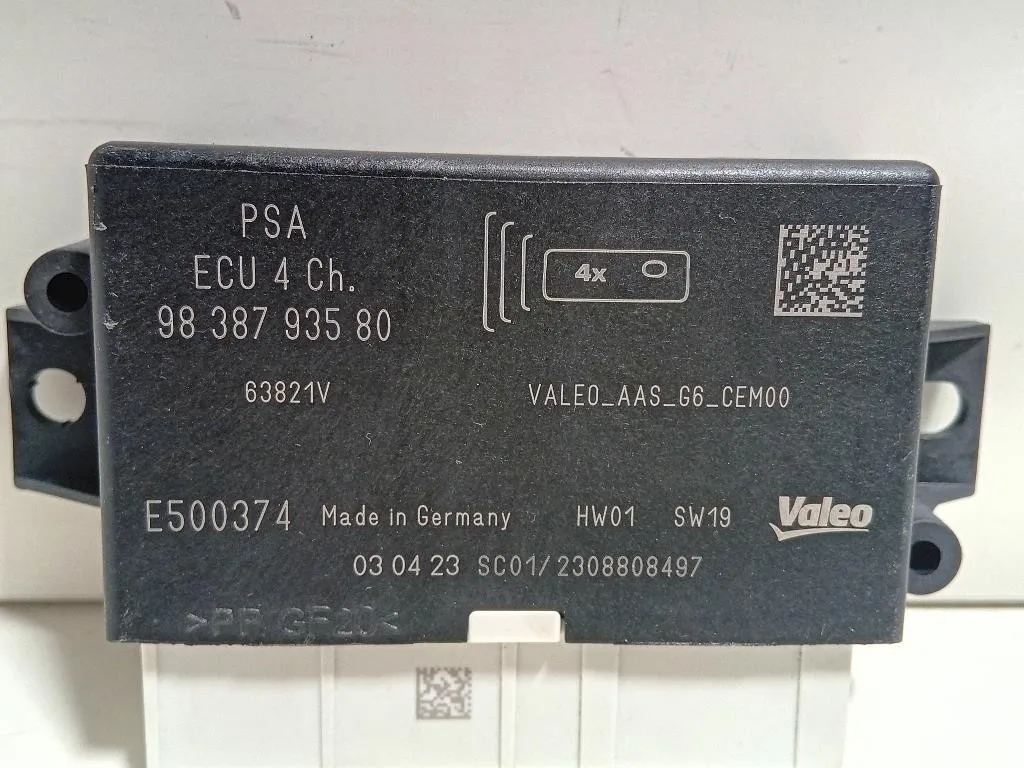 PSA
ECU 4 Ch.
98 387 935 80
4x
63821V
VALEO_AAS_G6_CEM00
E500374 Made in Germany HW01 SW19 Valeo
03 04 23 SC01/2308808497